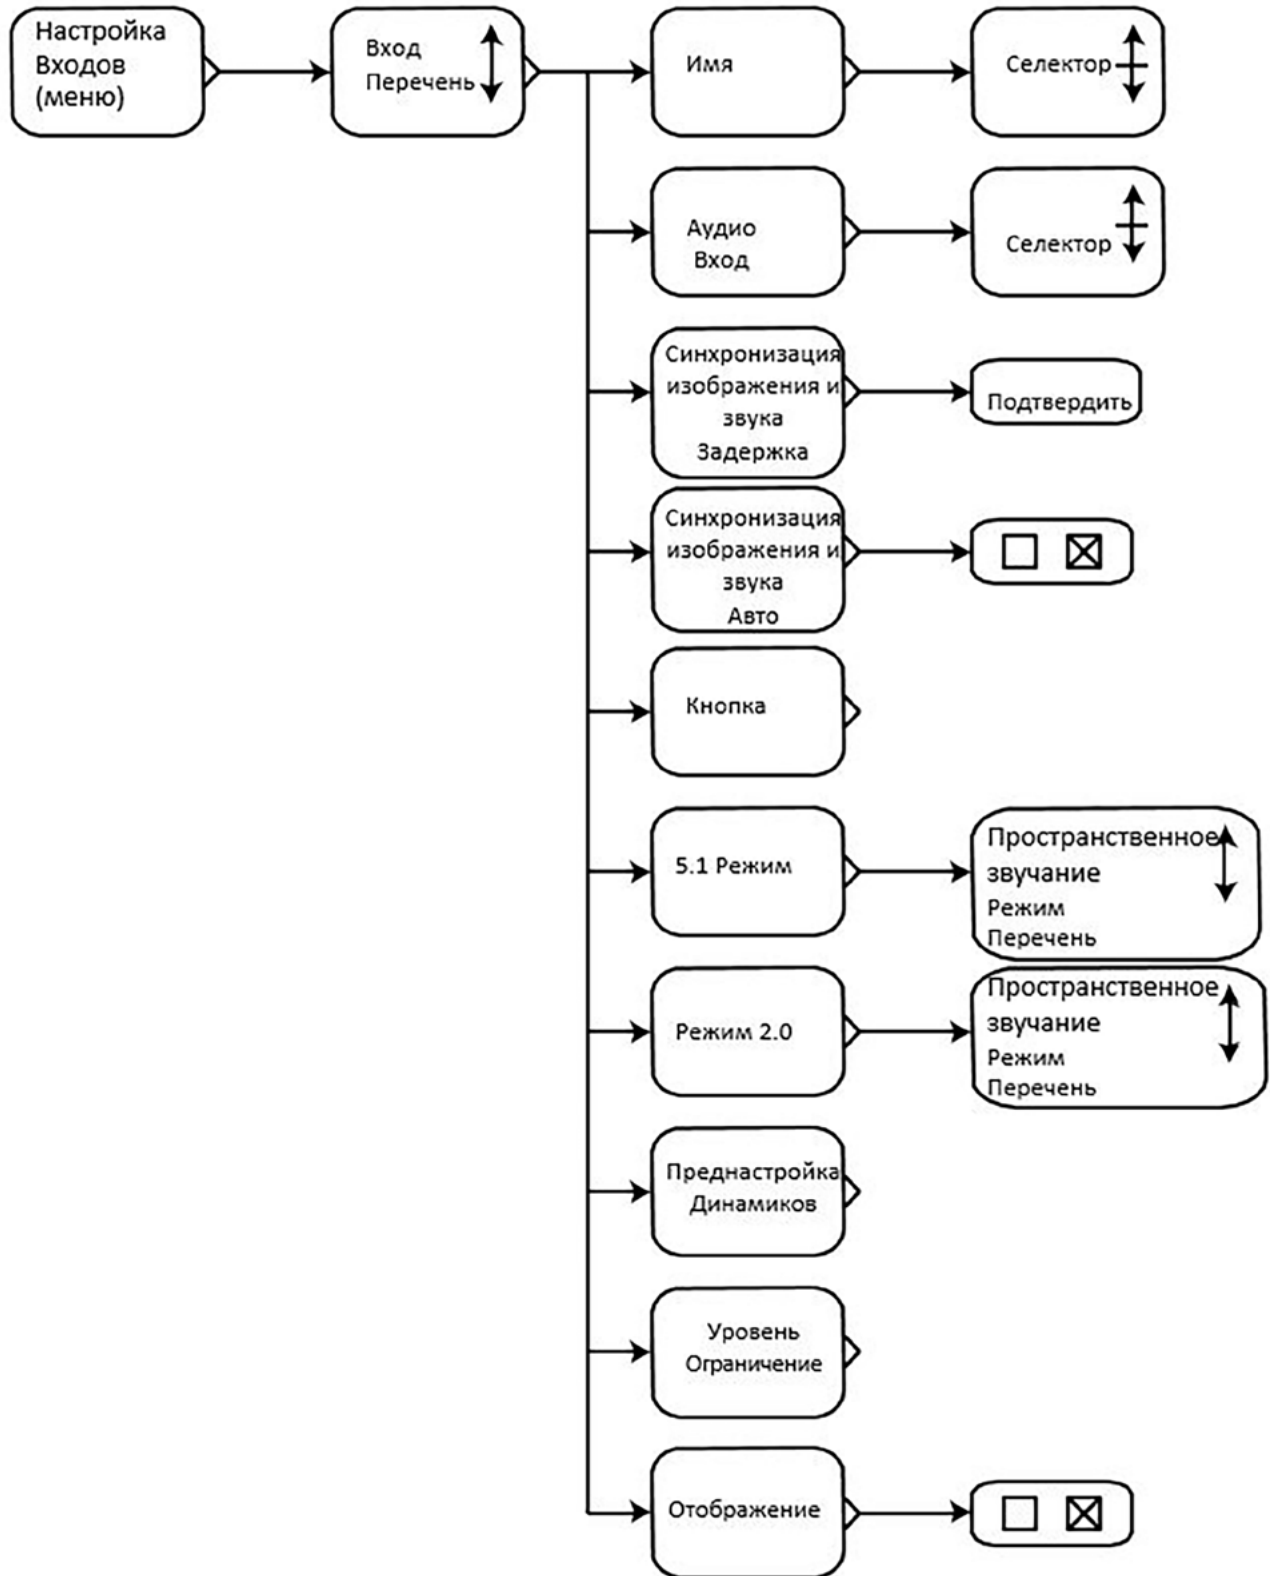 Настройка
Входов
(меню)
Вход
Перечень
Имя
Селектор
Аудио
Вход
Селектор
Синхронизация
изображения и
звука
Задержка
Подтвердить
Синхронизация
изображения и
звука
Авто
Кнопка
5.1 Режим
Пространственное
звучание
Режим
Перечень
Режим 2.0
Пространственное
звучание
Режим
Перечень
Преднастройка
Динамиков
Уровень
Ограничение
Отображение